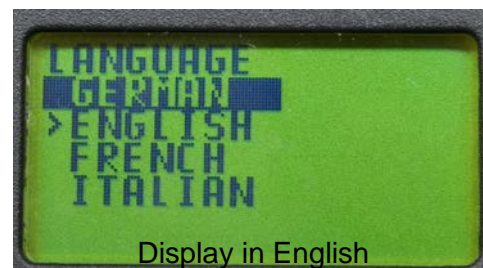 LANGUAGE
GERMAN
>ENGLISH
FRENCH
ITALIAN
Display in English